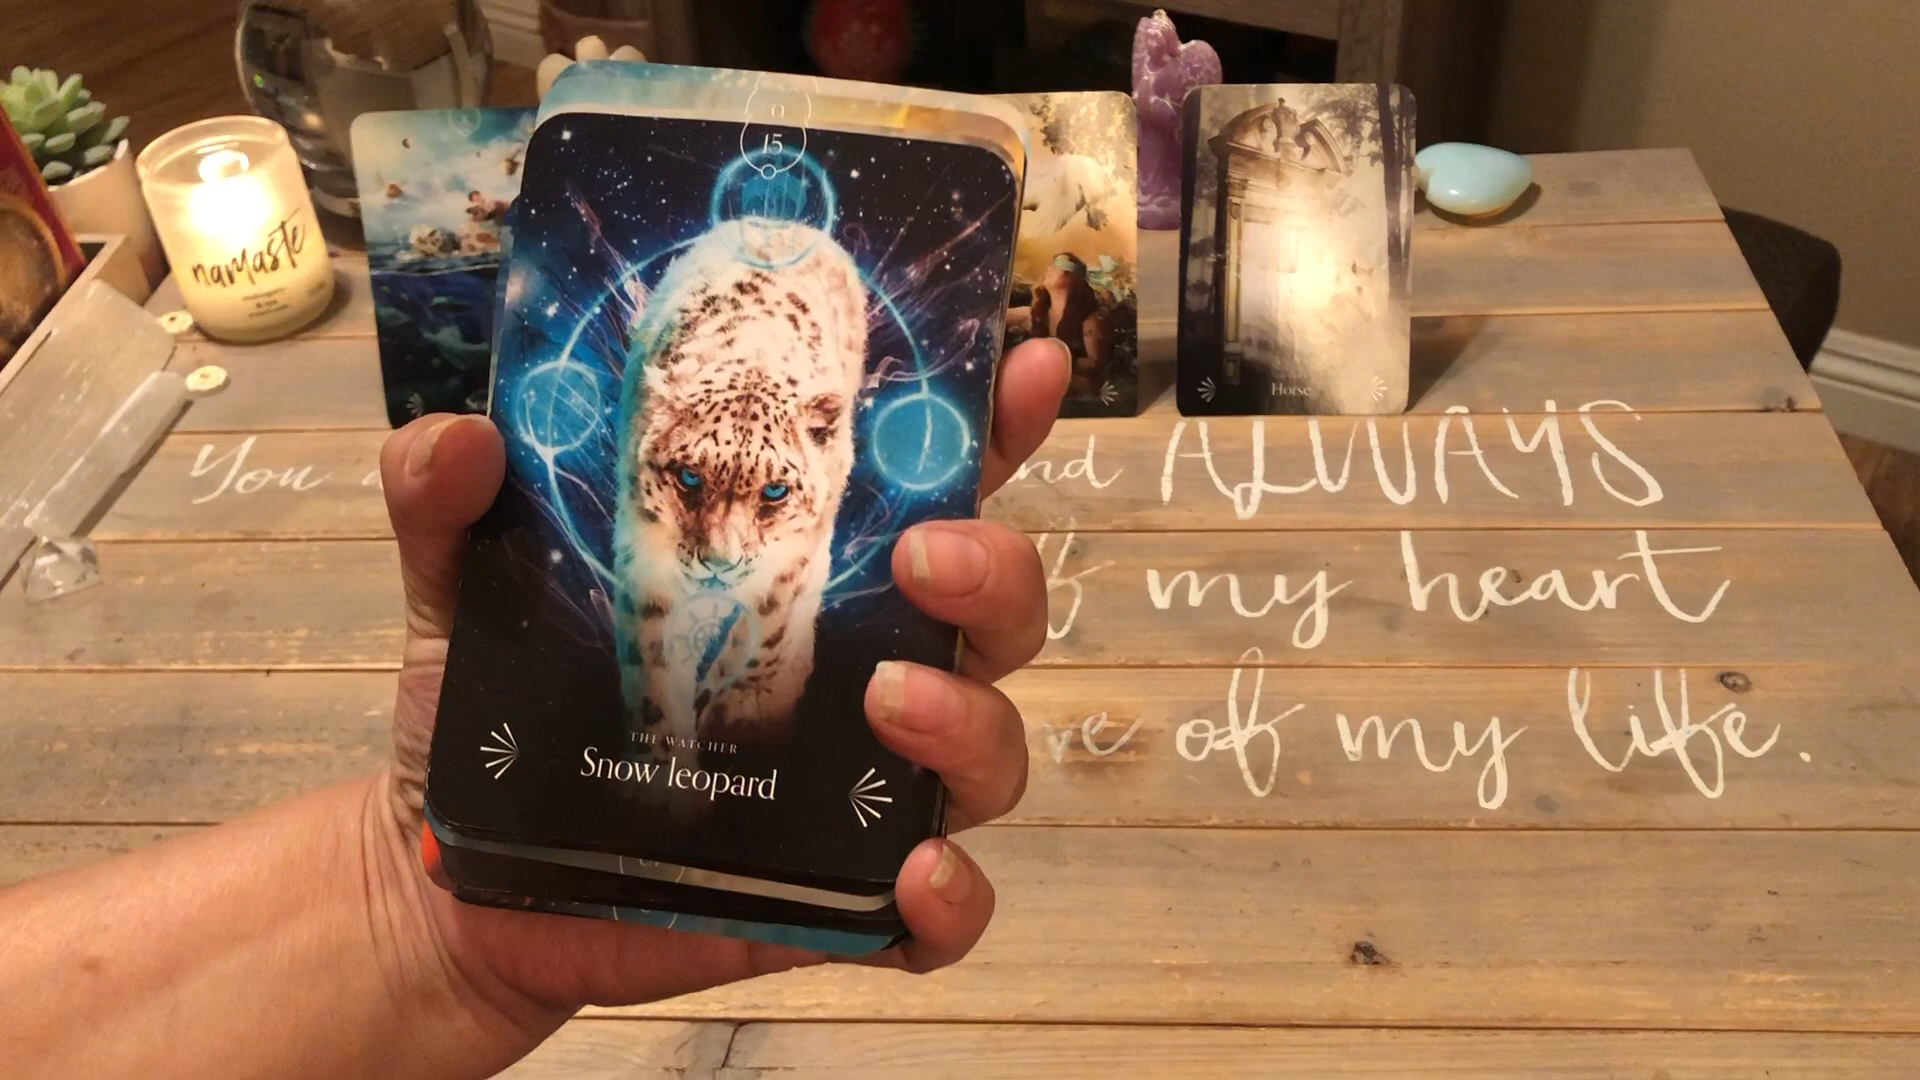 15
namaste
Horse
You a
nd ALWAYS
my heart
ve of my life.
THE WATCHER
Snow leopard